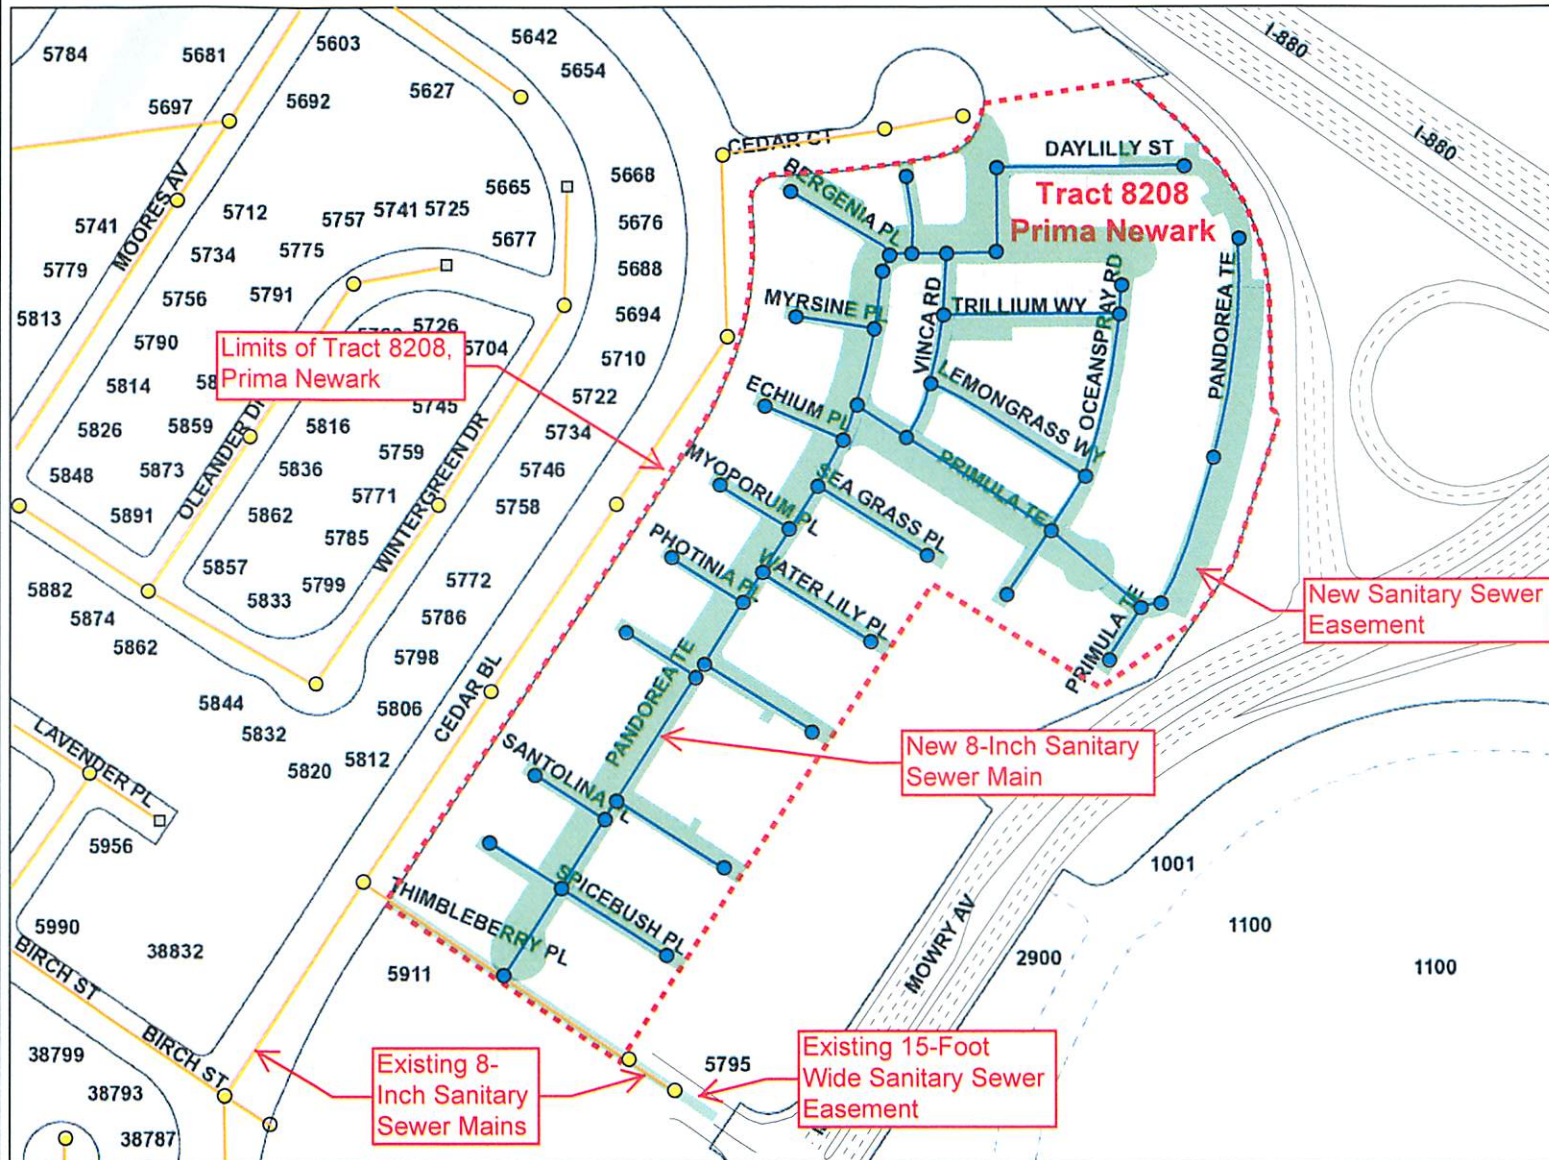 5784
5681
5603
5642
5654
I-880
5697
5692
5627
I-880
CEDAR CT
DAYLILLY ST
MOORES AV
5665
5668
BERGENIA PL
Tract 8208
Prima Newark
5741
5712
5757
5741
5725
5676
5734
5775
5677
5779
5688
PANDOREA TE
5756
5791
MYRSINE PL
VINCA RD
TRILLIUM WY
OCEANSPRAY RD
5813
5726
5694
5790
Limits of Tract 8208,
Prima Newark
5704
5710
5814
ECHIUM PL
LEMONGRASS WY
5722
5745
5826
5859
OLEANDER
5816
5734
5759
WINTERGREEN DR
MYOPORUM PL
SEA GRASS PL
PRIMULA TE
5848
5873
5836
5746
5771
5891
5862
5758
5785
PHOTINIA PL
WATER LILY PL
5857
5799
5772
5882
5833
New Sanitary Sewer
Easement
5874
5786
PRIMULA TE
5862
5798
PANDOREA TE
5844
5806
CEDAR BL
5832
LAVENDER PL
5812
5820
SANTOLINA PL
New 8-Inch Sanitary
Sewer Main
5956
1001
SPICEBUSH PL
THIMBLEBERRY PL
5990
38832
MOWRY AV
1100
2900
1100
BIRCH ST
5911
BIRCH ST
38799
Existing 8-
Inch Sanitary
Sewer Mains
5795
Existing 15-Foot
Wide Sanitary Sewer
Easement
38793
38787